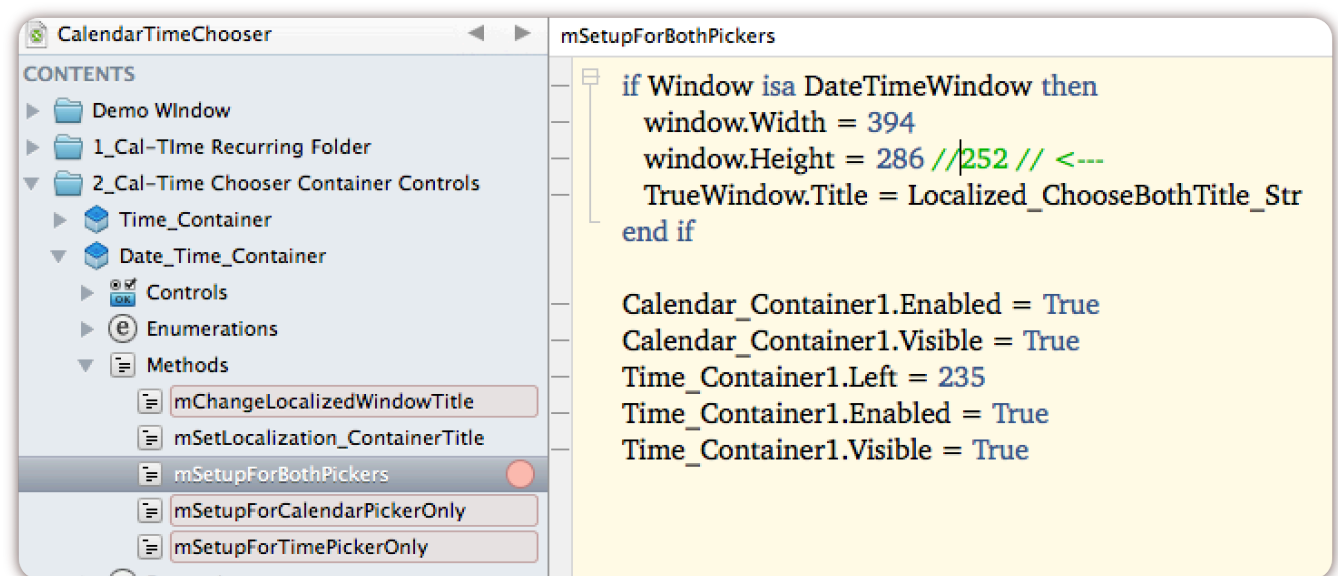 CalendarTimeChooser
CONTENTS
Demo WIndow
1_Cal-TIme Recurring Folder
2_Cal-Time Chooser Container Controls
Time_Container
Date_Time_Container
Controls
Enumerations
Methods
mChangeLocalizedWindowTitle
mSetLocalization_ContainerTitle
mSetupForBothPickers
mSetupForCalendarPickerOnly
mSetupForTimePickerOnly
mSetupForBothPickers
if Window isa DateTimeWindow then
window.Width = 394
window.Height = 286 //252 // <---
TrueWindow.Title = Localized_ChooseBothTitle_Str
end if
Calendar_Container1.Enabled = True
Calendar_Container1.Visible = True
Time_Container1.Left = 235
Time_Container1.Enabled = True
Time_Container1.Visible = True